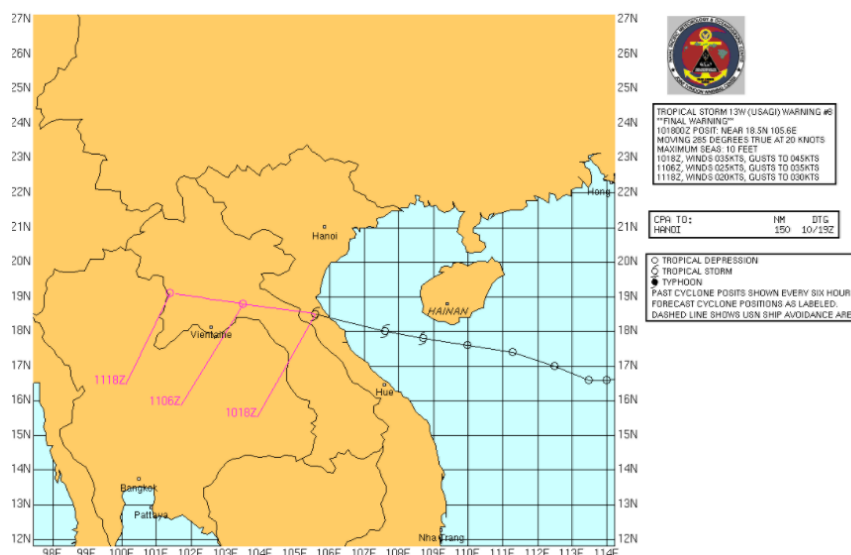 27N
26N
25N
24N
23N
22N
21N
20N
19N
18N
17N
16N
15N
14N
13N
12N
98E 99E 100E 101E 103E 104E 105E 106E 107E 108E 109E 110E 111E 112E 113E 114E
Hanoi
HAINAN
Vientaine
Hue
Bangkok
Pattaya
Nha Trang
Hong
1118Z
1106Z
1018Z
TROPICAL STORM 13W (USAGI) WARNING #6
**FINAL WARNING**
101800Z POSIT: NEAR 18.5N 105.6E
MOVING 285 DEGREES TRUE AT 20 KNOTS
MAXIMUM SEAS: 10 FEET
1018Z, WINDS 035KTS, GUSTS TO 045KTS
1106Z, WINDS 025KTS, GUSTS TO 035KTS
1118Z, WINDS 020KTS, GUSTS TO 030KTS
CPA TO: NM DTG
HANOI 150 10/19Z
TROPICAL DEPRESSION
TROPICAL STORM
TYPHOON
PAST CYCLONE POSITS SHOWN EVERY SIX HOUR
FORECAST CYCLONE POSITIONS AS LABELED.
DASHED LINE SHOWS USN SHIP AVOIDANCE ARE